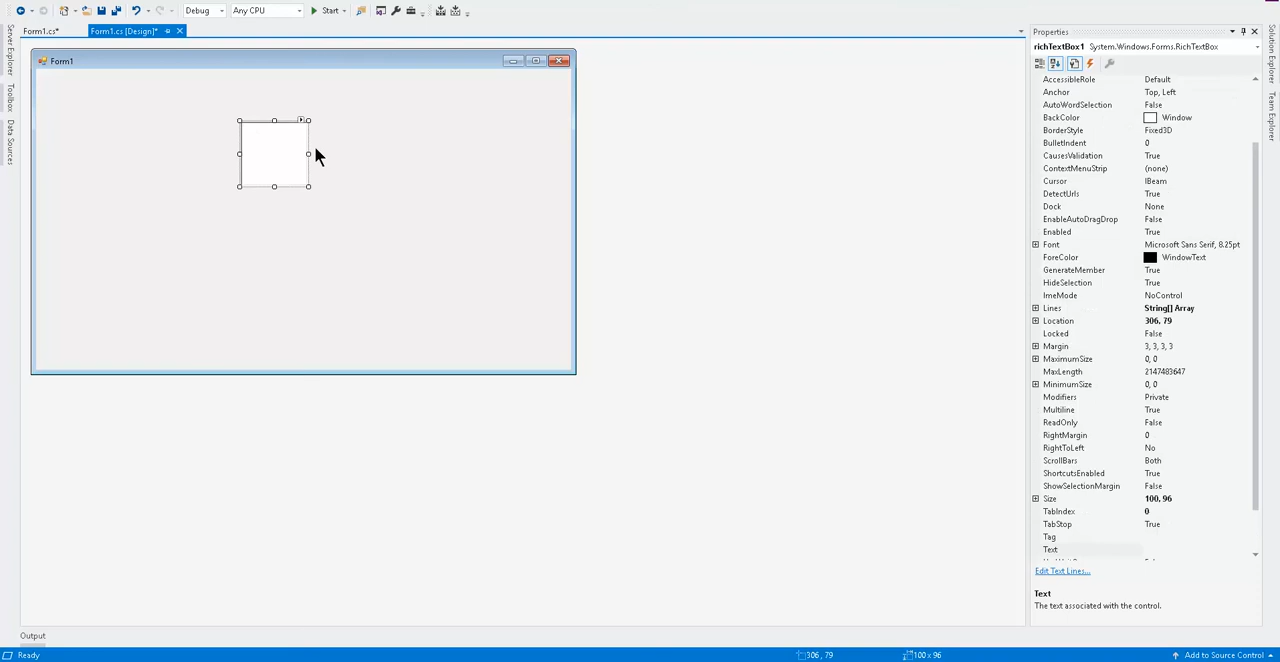 Debug
Any CPU
Start
Form1.cs*
Form1.cs [Design]*
Server Explorer
Toolbox
Data Sources
Form1
Properties
richTextBox1 System.Windows.Forms.RichTextBox
AccessibleRole Default
Anchor Top, Left
AutoWordSelection False
BackColor Window
BorderStyle Fixed3D
BulletIndent 0
CausesValidation True
ContextMenuStrip (none)
Cursor IBeam
DetectUrls True
Dock None
EnableAutoDragDrop False
Enabled True
Font Microsoft Sans Serif, 8.25pt
ForeColor WindowText
GenerateMember True
HideSelection True
ImeMode NoControl
Lines String[] Array
Location 306, 79
Locked False
Margin 3, 3, 3, 3
MaximumSize 0, 0
MaxLength 2147483647
MinimumSize 0, 0
Modifiers Private
Multiline True
ReadOnly False
RightMargin 0
RightToLeft No
ScrollBars Both
ShortcutsEnabled True
ShowSelectionMargin False
Size 100, 96
TabIndex 0
TabStop True
Tag
Text
Edit Text Lines...
Text
The text associated with the control.
Solution Explorer
Team Explorer
Output
Ready
306, 79
100 x 96
Add to Source Control